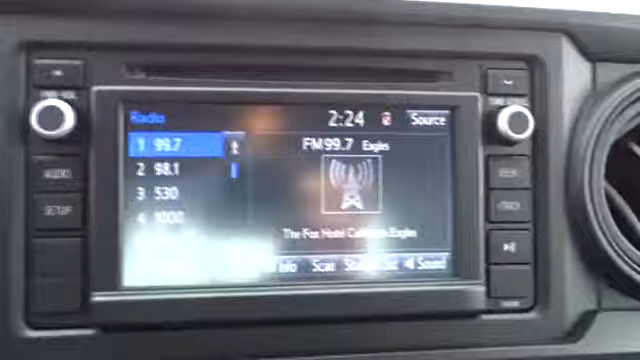 Radio 2:24 Source
1 99.7
FM 99.7 Eagles
2 98.1
3 530
4 1000
The Fox Hotel California Eagles
Info Scan Sound
AUDIO
SETUP
SEEK
TRACK